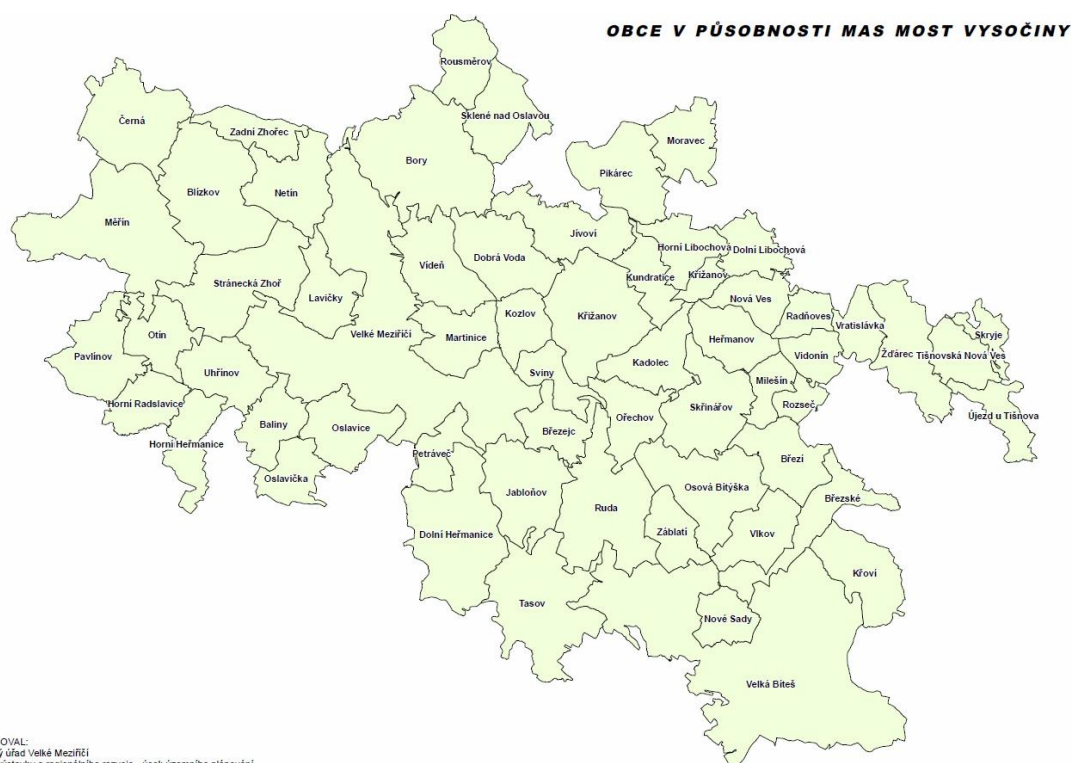 OBCE V PŮSOBNOSTI MAS MOST VYSOČINY
Rousměrov
Sklené nad Oslavou
Černá
Zadní Zhořec
Moravec
Bory
Pikárec
Blízkov
Netín
Měřín
Jívoví
Horní Libochová
Dolní Libochová
Vídeň
Dobrá Voda
Kundratice
Křižanov
Stránecká Zhoř
Lavičky
Nová Ves
Kozlov
Křižanov
Radňoves
Vratislávka
Otín
Velké Meziříčí
Martinice
Heřmanov
Skryje
Pavlínov
Žďárec
Tišnovská Nová Ves
Vidonín
Kadolec
Uhřínov
Sviny
Milešín
Horní Radslavice
Skřinářov
Rozseč
Ořechov
Újezd u Tišnova
Baliny
Oslavice
Březejc
Horní Heřmanice
Petráveč
Březí
Oslavička
Jabloňov
Osová Bítýška
Březské
Ruda
Dolní Heřmanice
Záblatí
Vlkov
Křoví
Tasov
Nové Sady
Velká Bíteš
OVAL:
ý úřad Velké Meziříčí